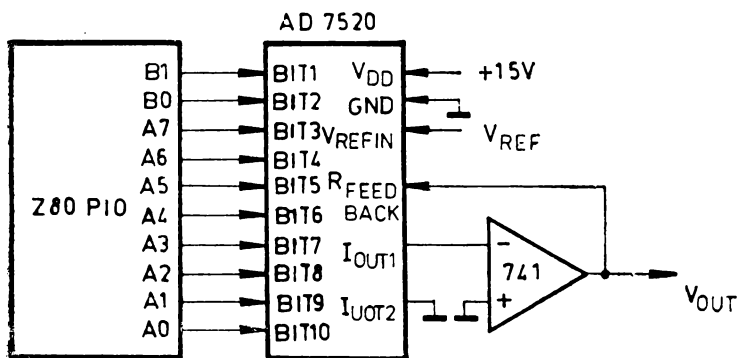 AD 7520
Z80 PIO
B1
B0
A7
A6
A5
A4
A3
A2
A1
A0
BIT1
BIT2
BIT3
BIT4
BIT5
BIT6
BIT7
BIT8
BIT9
BIT10
VDD
GND
VREFIN
RFEED
BACK
IOUT1
IUOT2
+15V
VREF
-
741
+
VOUT